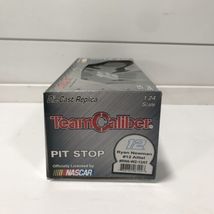 Die-Cast Replica
1:24
Scale
Team Caliber
PIT STOP
Officially Licensed by
NASCAR
12
Ryan Newman
#12 Alltel